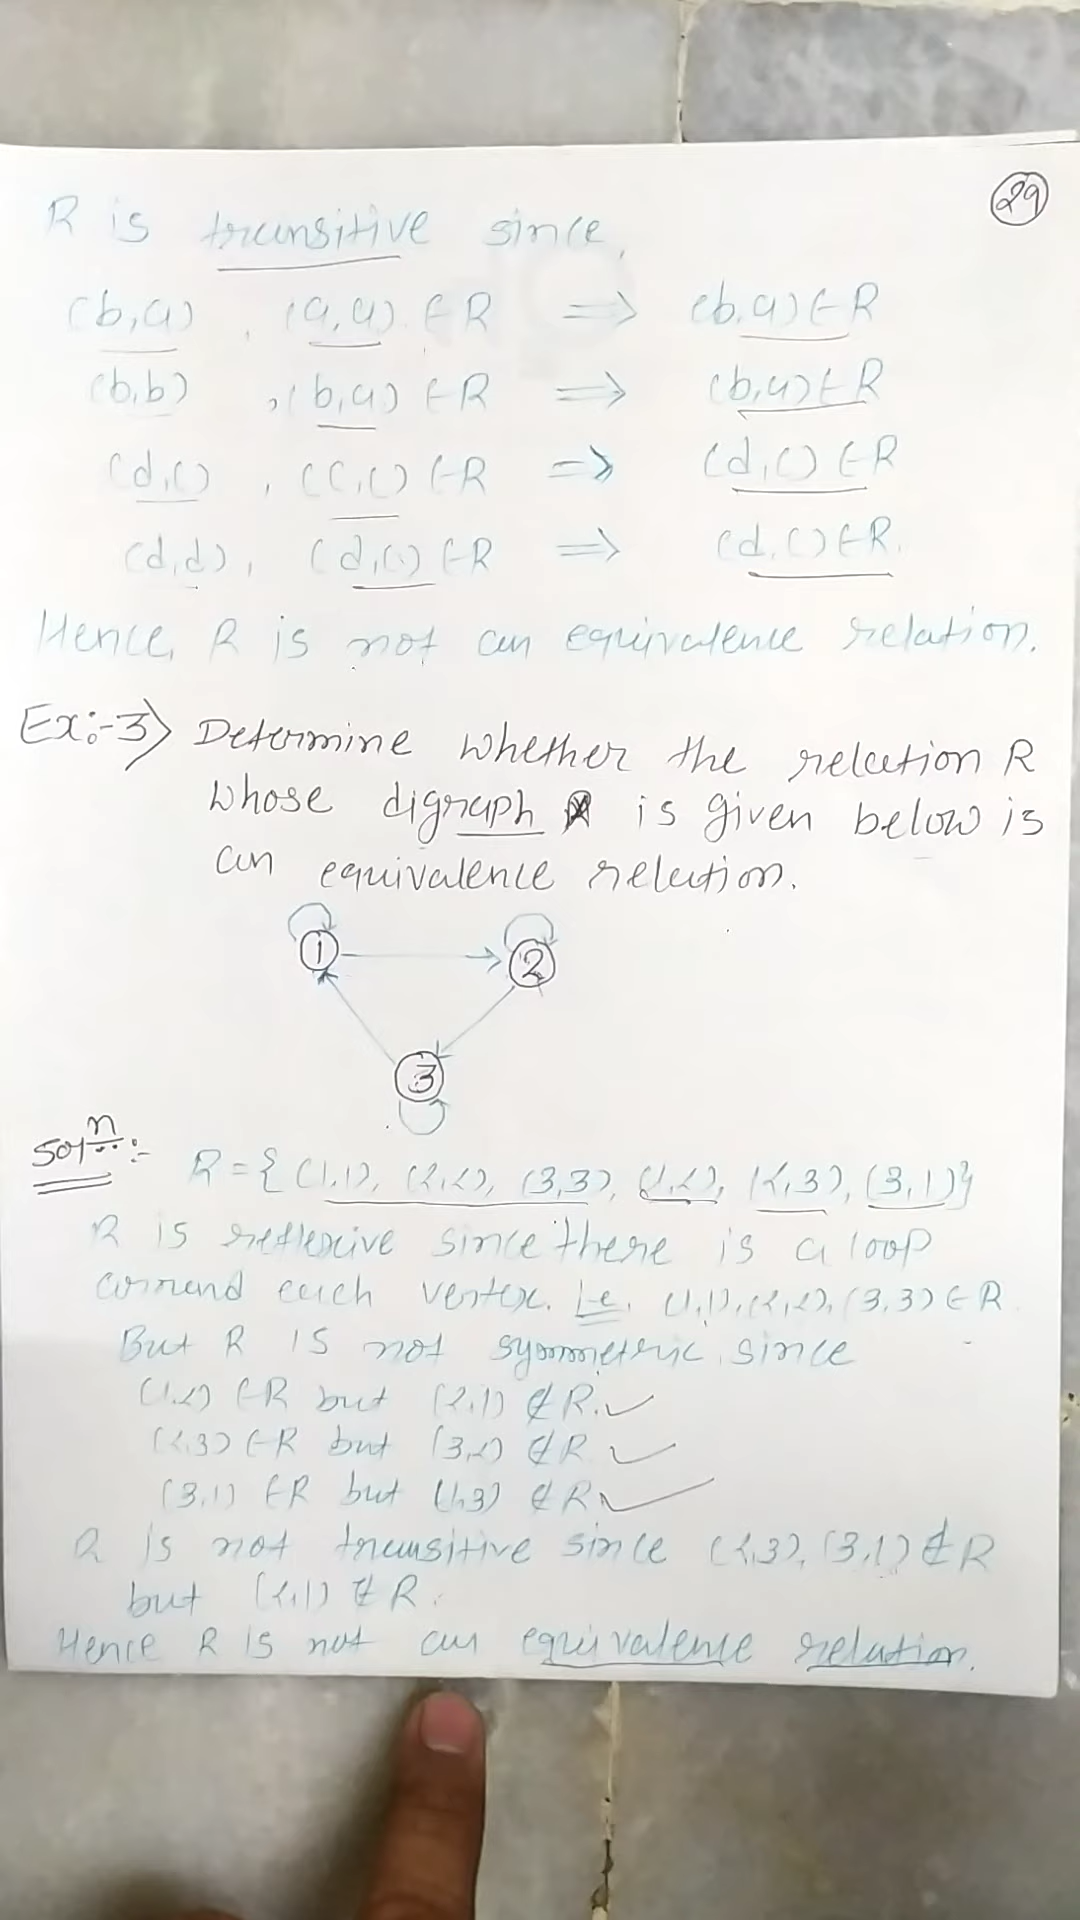 29
R is transitive since,
(b,a) , (a,a) ∈ R ⟹ (b,a) ∈ R
(b,b) , (b,a) ∈ R ⟹ (b,a) ∈ R
(d,c) , (c,c) ∈ R ⟹ (d,c) ∈ R
(d,d), (d,c) ∈ R ⟹ (d,c) ∈ R.
Hence, R is not an equivalence relation.
Ex:-3) Determine whether the relation R
whose digraph is given below is
an equivalence relation.
1 2
3
Solⁿ:-
R = { (1,1), (2,2), (3,3), (1,2), (2,3), (3,1)}
R is reflexive since there is a loop
around each vertex. i.e. (1,1), (2,2), (3,3) ∈ R
But R is not symmetric, since
(1,2) ∈ R but (2,1) ∉ R. ✓
(2,3) ∈ R but (3,2) ∉ R ✓
(3,1) ∈ R but (1,3) ∉ R ✓
R is not transitive since (2,3), (3,1) ∉ R
but (2,1) ∉ R.
Hence R is not an equivalence relation.